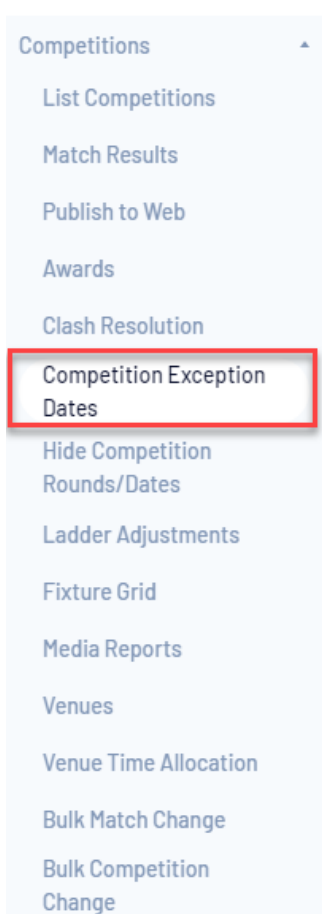 Competitions
List Competitions
Match Results
Publish to Web
Awards
Clash Resolution
Competition Exception
Dates
Hide Competition
Rounds/Dates
Ladder Adjustments
Fixture Grid
Media Reports
Venues
Venue Time Allocation
Bulk Match Change
Bulk Competition
Change